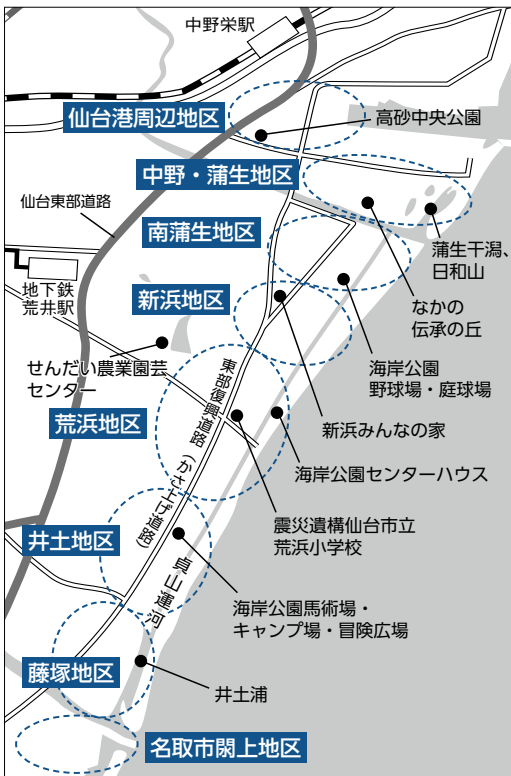 中野栄駅
仙台港周辺地区
高砂中央公園
中野・蒲生地区
仙台東部道路
南蒲生地区
蒲生干潟、
日和山
地下鉄
荒井駅
新浜地区
なかの
伝承の丘
せんだい農業園芸
センター
海岸公園
野球場・庭球場
東部復興道路（かさ上げ道路）
荒浜地区
新浜みんなの家
海岸公園センターハウス
震災遺構仙台市立
荒浜小学校
井土地区
貞山運河
海岸公園馬術場・
キャンプ場・冒険広場
藤塚地区
井土浦
名取市閖上地区